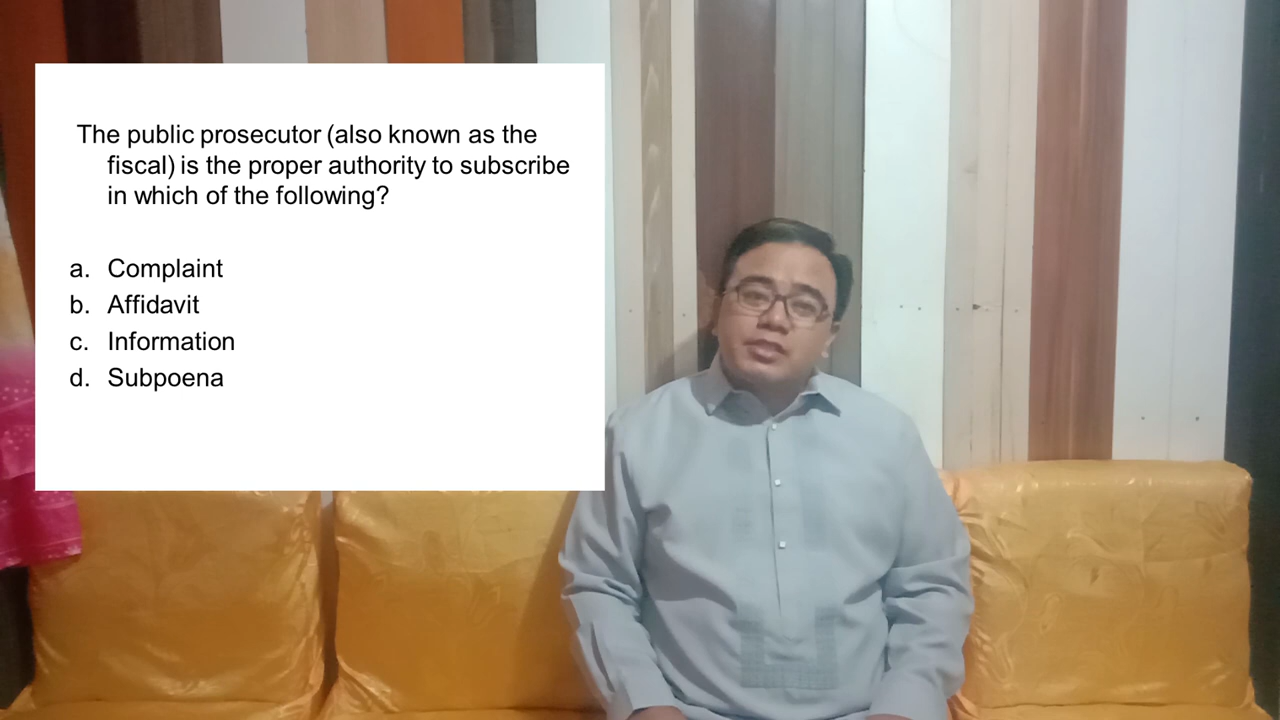 The public prosecutor (also known as the
fiscal) is the proper authority to subscribe
in which of the following?
a. Complaint
b. Affidavit
c. Information
d. Subpoena